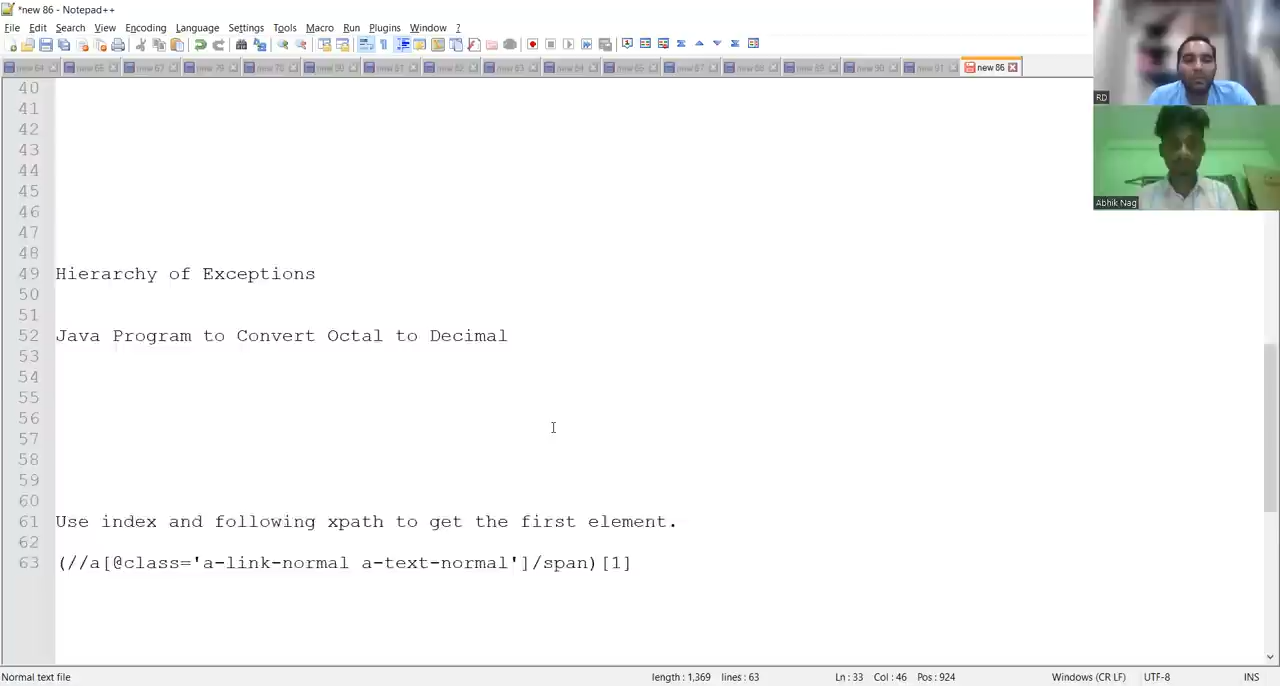 *new 86 - Notepad++
File Edit Search View Encoding Language Settings Tools Macro Run Plugins Window ?
new 86
RD
Abhik Nag
40
41
42
43
44
45
46
47
48
49 Hierarchy of Exceptions
50
51
52 Java Program to Convert Octal to Decimal
53
54
55
56
57
58
59
60
61 Use index and following xpath to get the first element.
62
63 (//a[@class='a-link-normal a-text-normal']/span)[1]
Normal text file length : 1,369 lines : 63 Ln : 33 Col : 46 Pos : 924 Windows (CR LF) UTF-8 INS